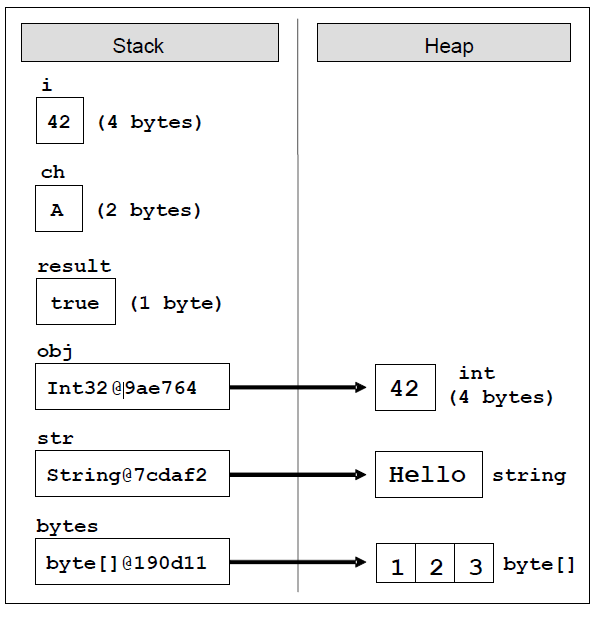 Stack
Heap
i
42 (4 bytes)
ch
A (2 bytes)
result
true (1 byte)
obj
Int32@9ae764
42
int
(4 bytes)
str
String@7cdaf2
Hello string
bytes
byte[]@190d11
1 2 3 byte[]